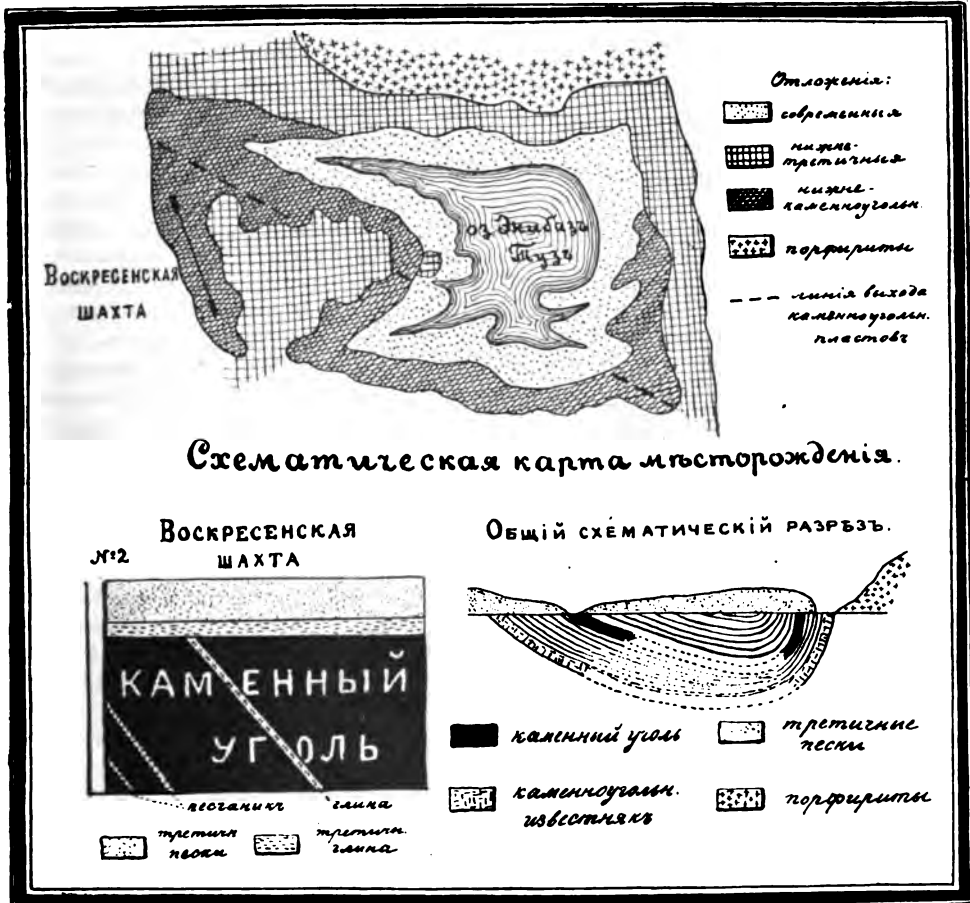 Отложенія:
современныя
нижне-
третичныя
нижне-
каменноугольн.
порфириты
линія выхода
каменноугольн.
пластовъ
оз. Экибазъ
Тузъ
Воскресенская
шахта
Схематическая карта мѣсторожденія.
Воскресенская
шахта
№2
КАМЕННЫЙ
УГОЛЬ
песчаникъ
глина
третичн.
пески
третичн.
глина
Общій схематическій разрѣзъ.
каменный уголь
третичные
пески
каменноугольн.
известнякъ
порфириты